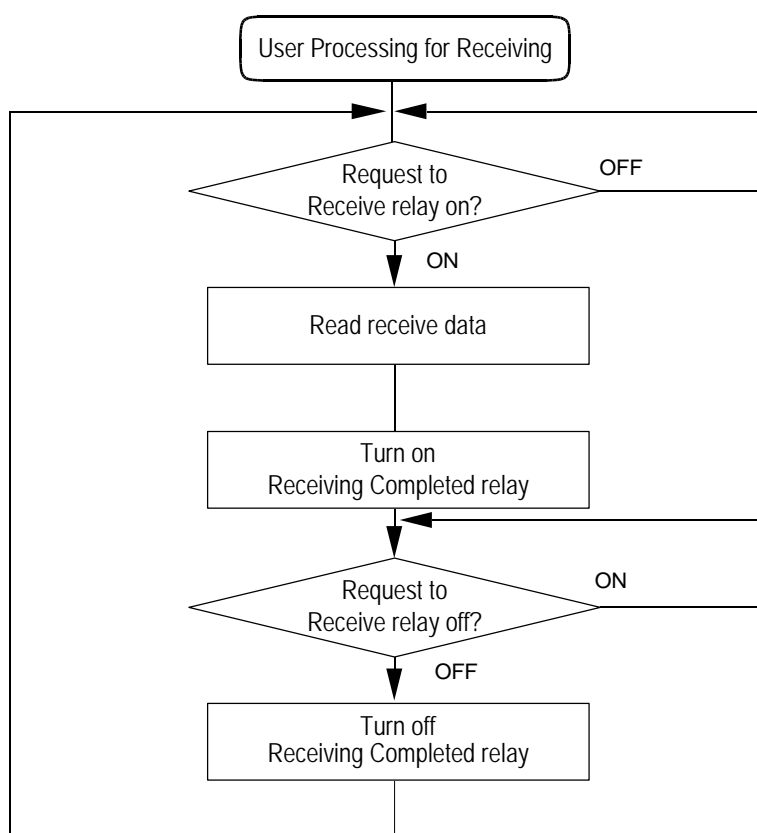 User Processing for Receiving
Request to
Receive relay on?
OFF
ON
Read receive data
Turn on
Receiving Completed relay
Request to
Receive relay off?
ON
OFF
Turn off
Receiving Completed relay